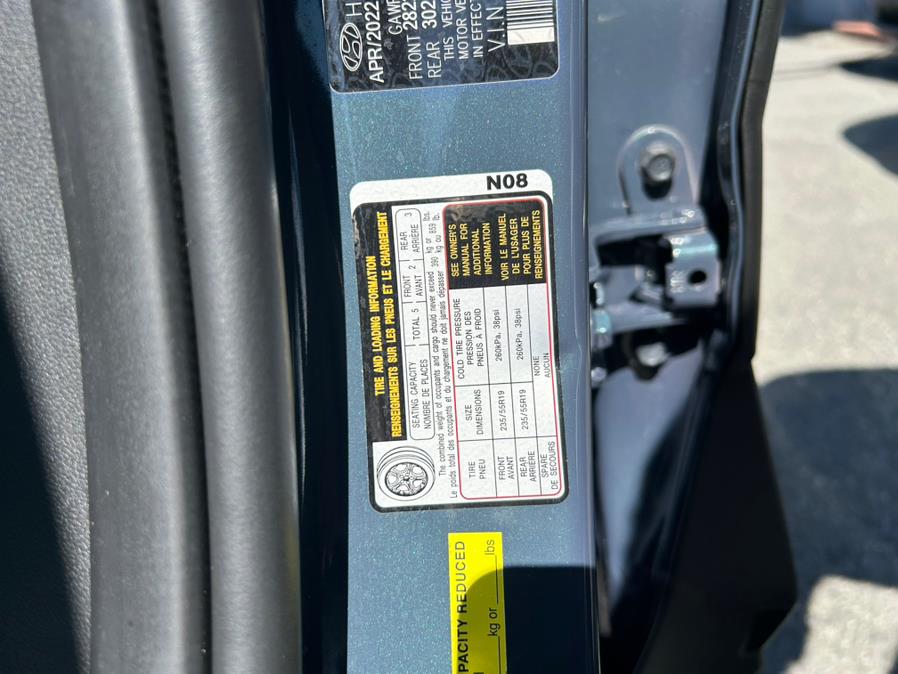 H
APR/2022
GAWR
FRONT 282
REAR 302
THIS VEHIC
MOTOR VE
IN EFFECT
V.I.N
N08
TIRE AND LOADING INFORMATION
RENSEIGNEMENTS SUR LES PNEUS ET LE CHARGEMENT
SEATING CAPACITY TOTAL 5 FRONT 2 REAR 3
NOMBRE DE PLACES AVANT 2 ARRIÈRE 3
The combined weight of occupants and cargo should never exceed 390 kg or 859 lb.
Le poids total des occupants et du chargement ne doit jamais dépasser 390 kg ou 859 lb.
TIRE SIZE COLD TIRE PRESSURE
PNEU DIMENSIONS PRESSION DES
PNEUS À FROID
FRONT 235/55R19 260kPa, 38psi
AVANT
REAR 235/55R19 260kPa, 38psi
ARRIÈRE
SPARE NONE
DE SECOURS AUCUN
SEE OWNER'S
MANUAL FOR
ADDITIONAL
INFORMATION
VOIR LE MANUEL
DE L'USAGER
POUR PLUS DE
RENSEIGNEMENTS
PACITY REDUCED
kg or lbs